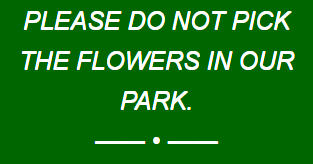 PLEASE DO NOT PICK
THE FLOWERS IN OUR
PARK.